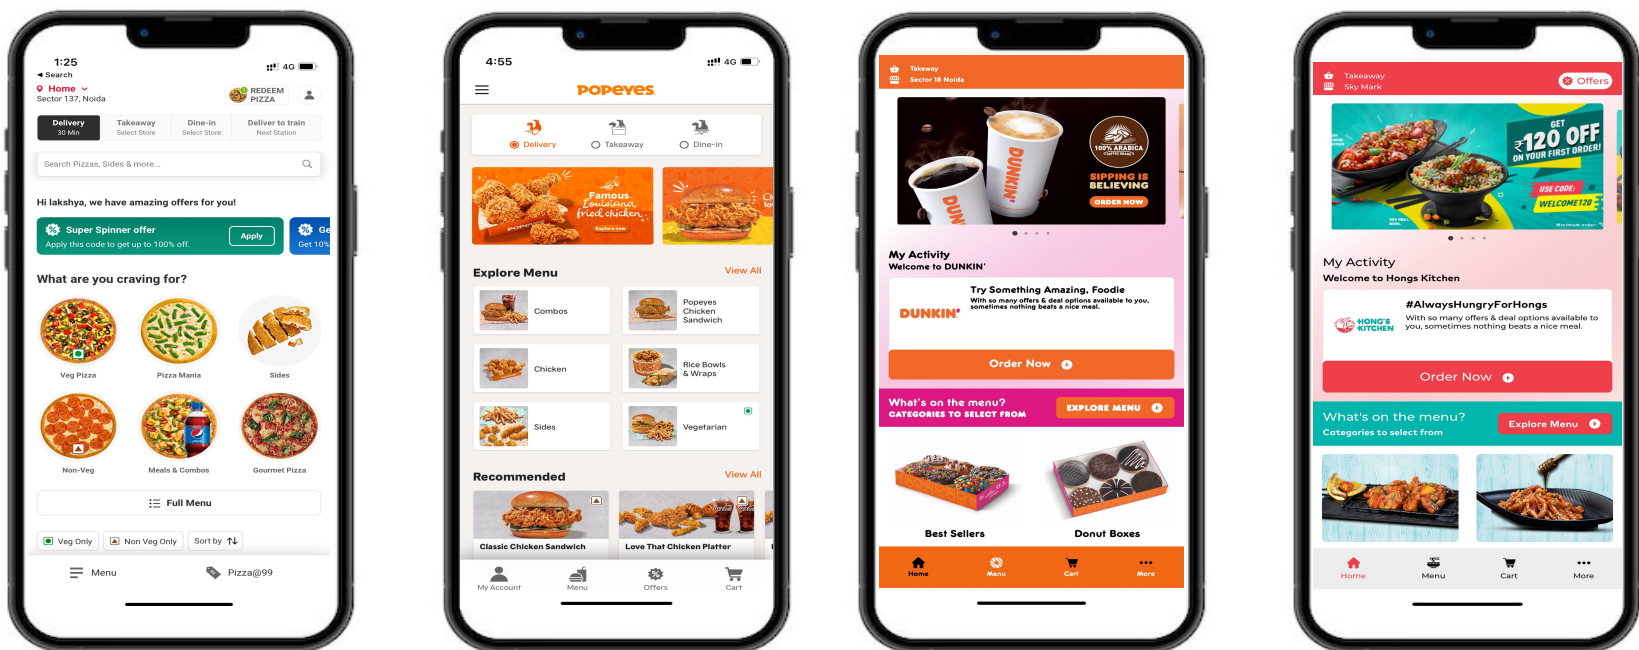 1:25
4G
◄ Search
Home
Sector 137, Noida
REDEEM
PIZZA
Delivery
30 Min
Takeaway
Select Store
Dine-in
Select Store
Deliver to train
Next Station
Search Pizzas, Sides & more...
Hi lakshya, we have amazing offers for you!
Super Spinner offer
Apply this code to get up to 100% off.
Apply
Ge
Get 10%
What are you craving for?
Veg Pizza
Pizza Mania
Sides
Non-Veg
Meals & Combos
Gourmet Pizza
Full Menu
Veg Only
Non Veg Only
Sort by
Menu
Pizza@99
4:55
4G
POPEYES
Delivery
Takeaway
Dine-in
Famous
Louisiana
fried chicken
Explore now
Explore Menu
View All
Combos
Popeyes
Chicken
Sandwich
Chicken
Rice Bowls
& Wraps
Sides
Vegetarian
Recommended
View All
Classic Chicken Sandwich
Love That Chicken Platter
My Account
Menu
Offers
Cart
Takeway
Sector 18 Noida
DUNKIN'
DUNKIN'
100% ARABICA
SIPPING IS
BELIEVING
ORDER NOW
My Activity
Welcome to DUNKIN'
Try Something Amazing, Foodie
With so many offers & deal options available to you,
sometimes nothing beats a nice meal.
DUNKIN'
Order Now
What's on the menu?
CATEGORIES TO SELECT FROM
EXPLORE MENU
Best Sellers
Donut Boxes
Home
Menu
Cart
More
Takeaway
Sky Mark
Offers
GET
₹120 OFF
ON YOUR FIRST ORDER!
USE CODE:
WELCOME120
My Activity
Welcome to Hongs Kitchen
#AlwaysHungryForHongs
With so many offers & deal options available to
you, sometimes nothing beats a nice meal.
HONG'S
KITCHEN
Order Now
What's on the menu?
Categories to select from
Explore Menu
Home
Menu
Cart
More